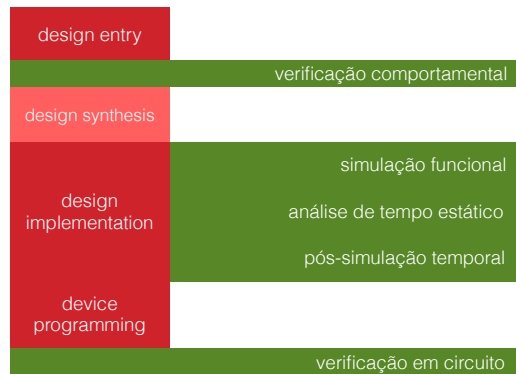 design entry
verificação comportamental
design synthesis
simulação funcional
design
implementation
análise de tempo estático
pós-simulação temporal
device
programming
verificação em circuito